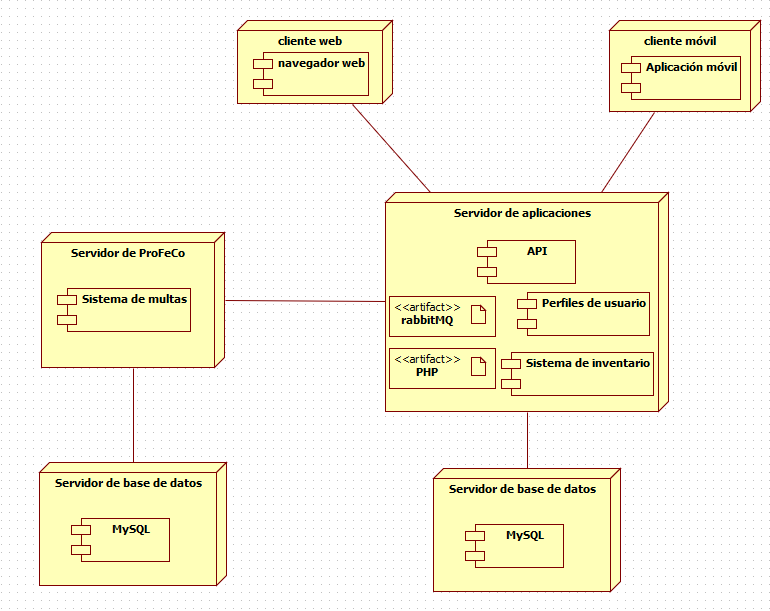 cliente web
navegador web
cliente móvil
Aplicación móvil
Servidor de aplicaciones
API
<<artifact>>
rabbitMQ
Perfiles de usuario
<<artifact>>
PHP
Sistema de inventario
Servidor de ProFeCo
Sistema de multas
Servidor de base de datos
MySQL
Servidor de base de datos
MySQL